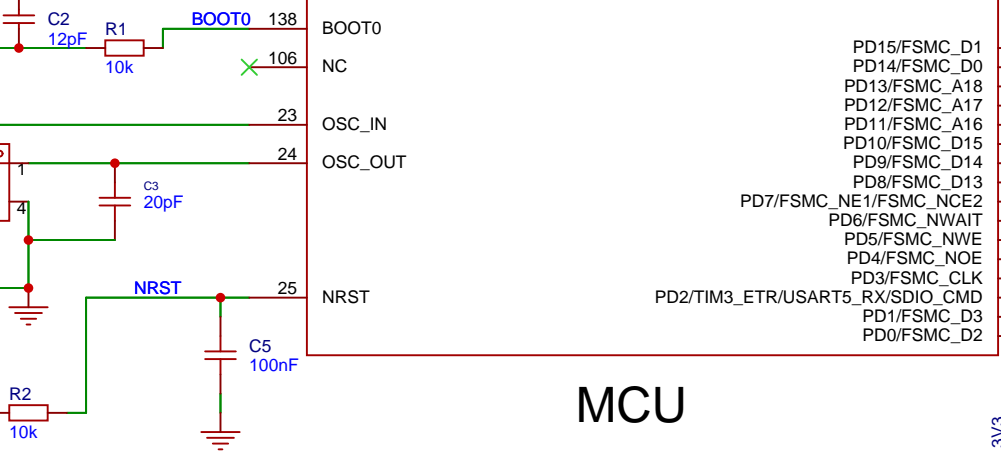 C2
12pF
R1
10k
BOOT0
138
BOOT0
106
NC
23
OSC_IN
24
OSC_OUT
1
4
C3
20pF
NRST
25
NRST
C5
100nF
R2
10k
PD15/FSMC_D1
PD14/FSMC_D0
PD13/FSMC_A18
PD12/FSMC_A17
PD11/FSMC_A16
PD10/FSMC_D15
PD9/FSMC_D14
PD8/FSMC_D13
PD7/FSMC_NE1/FSMC_NCE2
PD6/FSMC_NWAIT
PD5/FSMC_NWE
PD4/FSMC_NOE
PD3/FSMC_CLK
PD2/TIM3_ETR/USART5_RX/SDIO_CMD
PD1/FSMC_D3
PD0/FSMC_D2
MCU
3V3